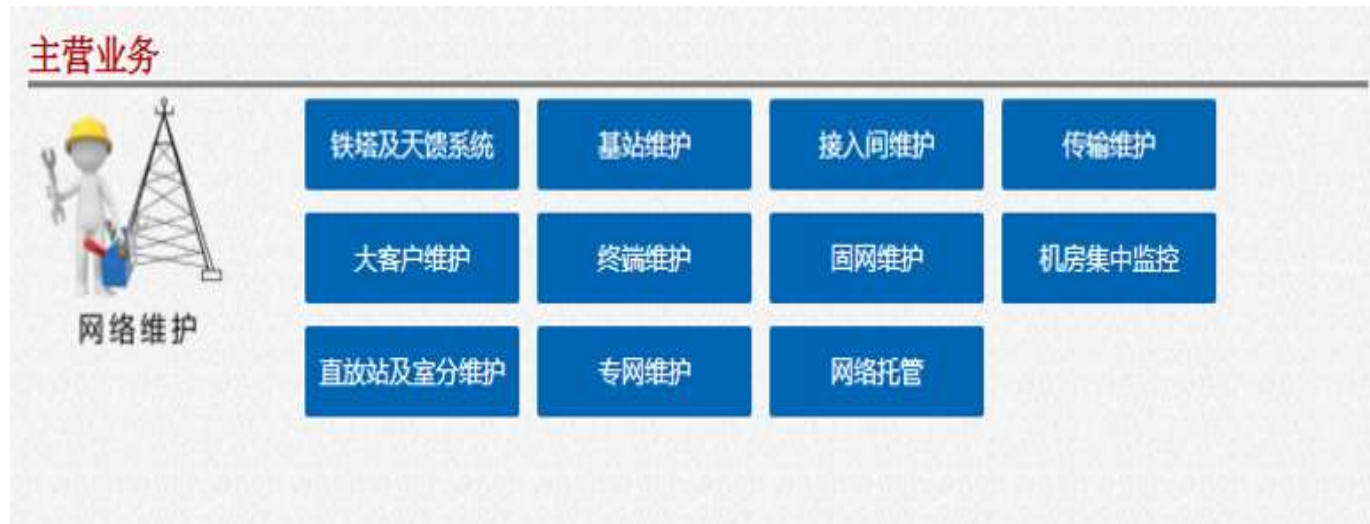 主营业务
铁塔及天馈系统 基站维护 接入间维护 传输维护
大客户维护 终端维护 固网维护 机房集中监控
网络维护
直放站及室分维护 专网维护 网络托管